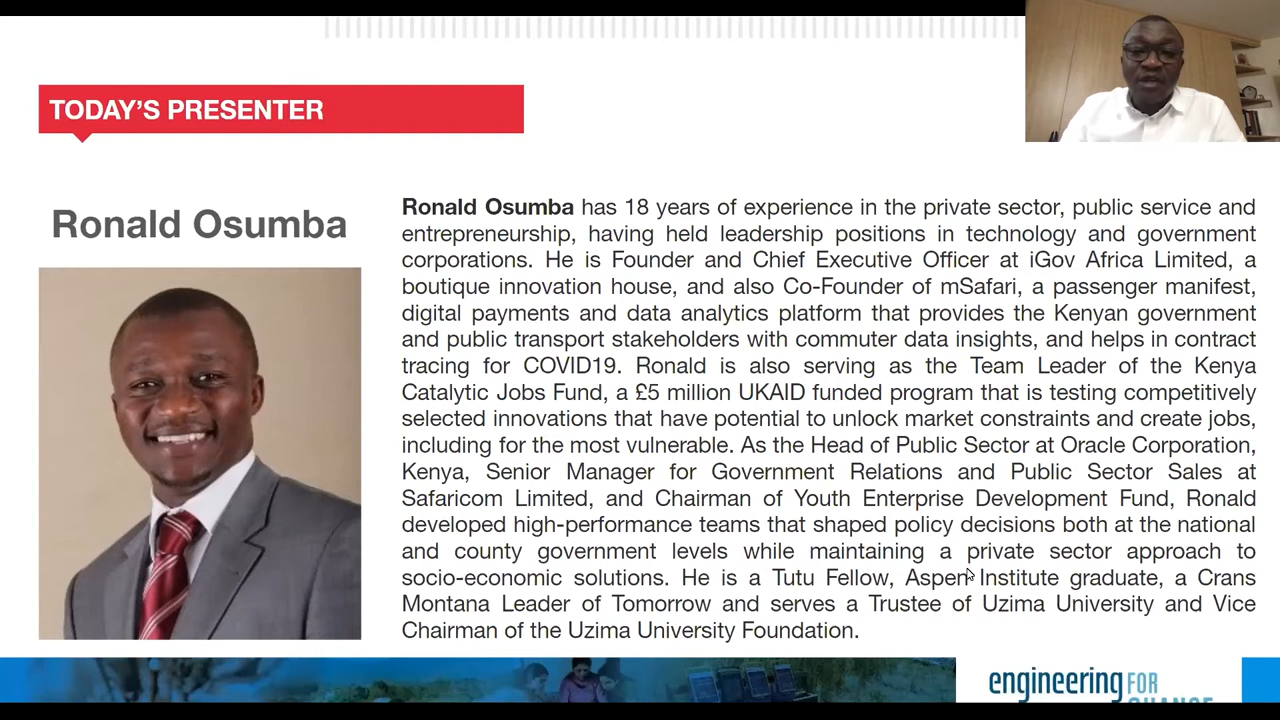 TODAY'S PRESENTER
Ronald Osumba
Ronald Osumba has 18 years of experience in the private sector, public service and
entrepreneurship, having held leadership positions in technology and government
corporations. He is Founder and Chief Executive Officer at iGov Africa Limited, a
boutique innovation house, and also Co-Founder of mSafari, a passenger manifest,
digital payments and data analytics platform that provides the Kenyan government
and public transport stakeholders with commuter data insights, and helps in contract
tracing for COVID19. Ronald is also serving as the Team Leader of the Kenya
Catalytic Jobs Fund, a £5 million UKAID funded program that is testing competitively
selected innovations that have potential to unlock market constraints and create jobs,
including for the most vulnerable. As the Head of Public Sector at Oracle Corporation,
Kenya, Senior Manager for Government Relations and Public Sector Sales at
Safaricom Limited, and Chairman of Youth Enterprise Development Fund, Ronald
developed high-performance teams that shaped policy decisions both at the national
and county government levels while maintaining a private sector approach to
socio-economic solutions. He is a Tutu Fellow, Aspen Institute graduate, a Crans
Montana Leader of Tomorrow and serves a Trustee of Uzima University and Vice
Chairman of the Uzima University Foundation.
engineering FOR
CHANGE